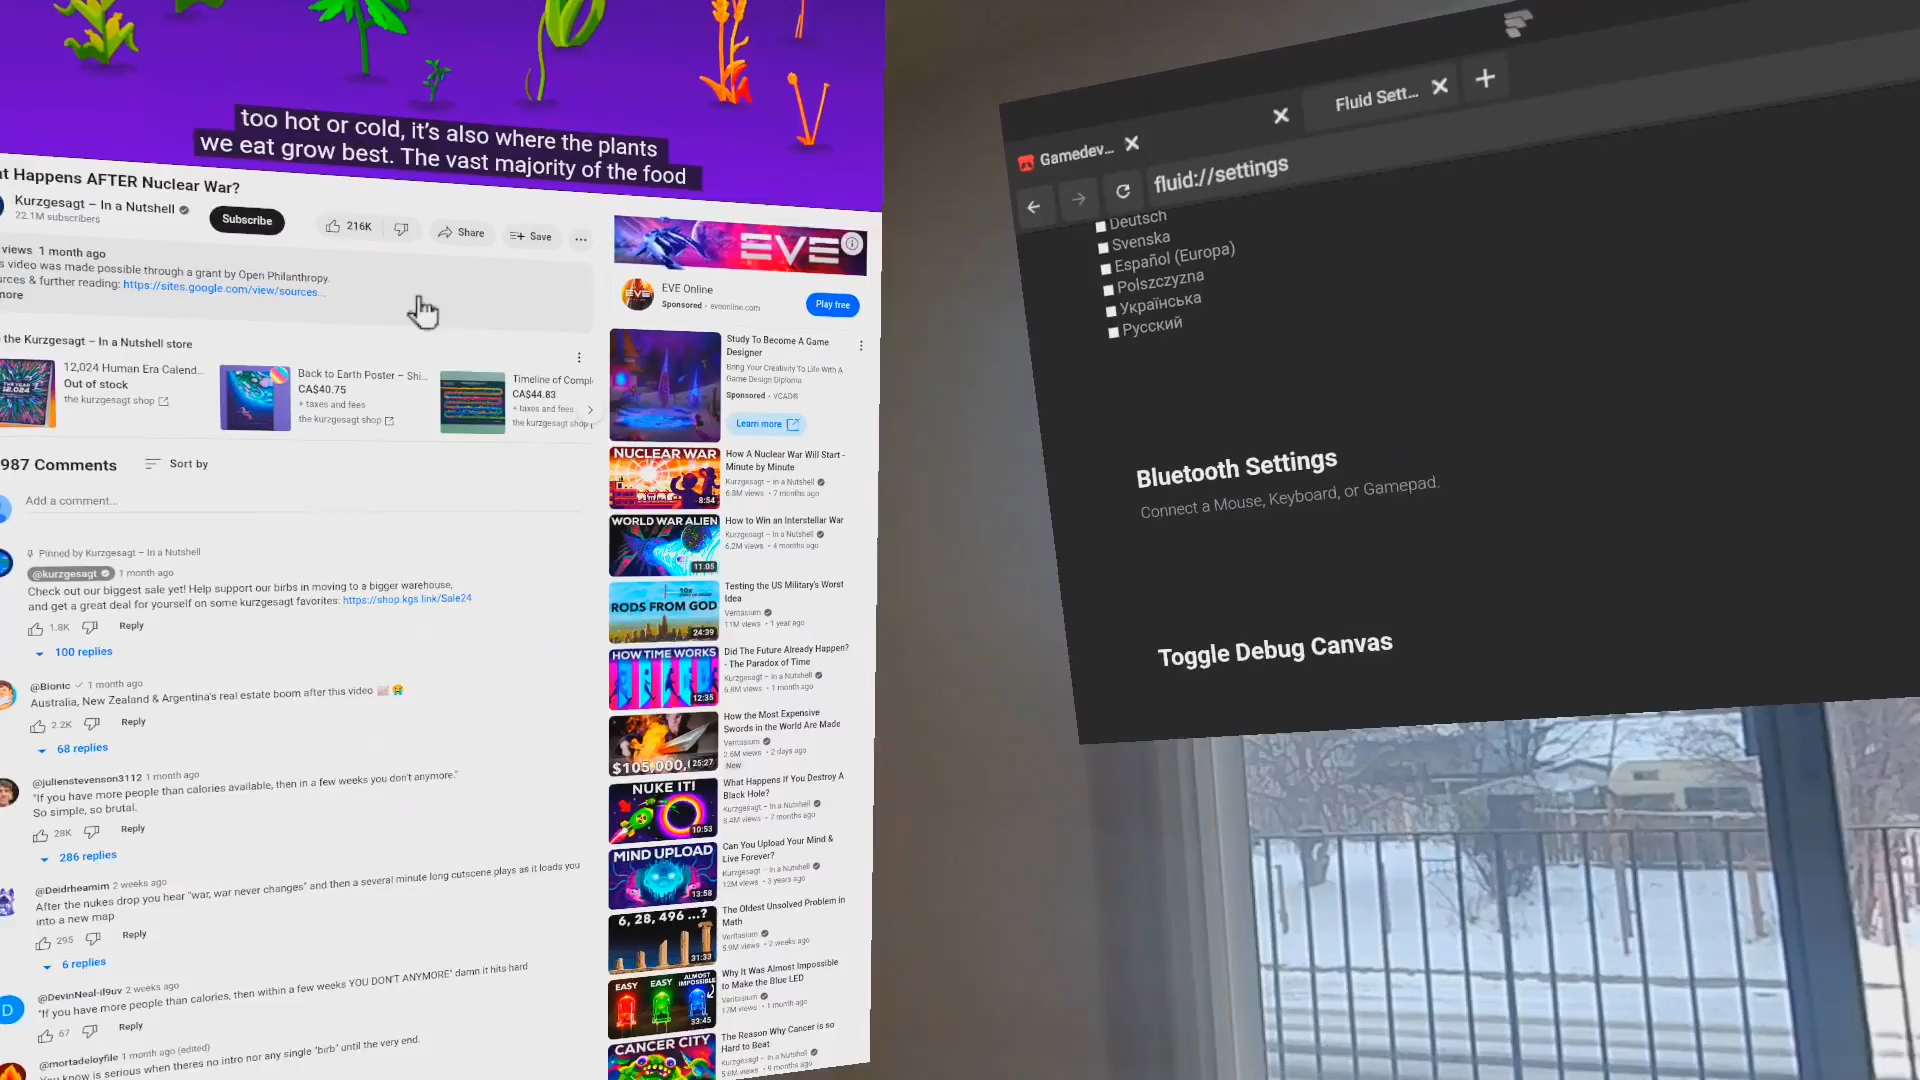 too hot or cold, it's also where the plants
we eat grow best. The vast majority of the food
Happens AFTER Nuclear War?
Kurzgesagt – In a Nutshell
22.1M subscribers
Subscribe
216K
Share
Save
views 1 month ago
video was made possible through a grant by Open Philanthropy.
& further reading: https://sites.google.com/view/sources...
more
the Kurzgesagt – In a Nutshell store
THE YEAR
12,024
12,024 Human Era Calend...
Out of stock
the kurzgesagt shop
Back to Earth Poster – Shi...
CA$40.75
+ taxes and fees
the kurzgesagt shop
Timeline of Compl
CA$44.83
+ taxes and fees
the kurzgesagt shop
987 Comments
Sort by
Add a comment...
Pinned by Kurzgesagt – In a Nutshell
@kurzgesagt 1 month ago
Check out our biggest sale yet! Help support our birbs in moving to a bigger warehouse,
and get a great deal for yourself on some kurzgesagt favorites: https://shop.kgs.link/Sale24
1.8K
Reply
100 replies
@Bionic 1 month ago
Australia, New Zealand & Argentina's real estate boom after this video 📈😭
2.2K
Reply
68 replies
@julienstevenson3112 1 month ago
"If you have more people than calories available, then in a few weeks you don't anymore."
So simple, so brutal.
28K
Reply
286 replies
@Deidrheamim 2 weeks ago
After the nukes drop you hear "war, war never changes" and then a several minute long cutscene plays as it loads you
into a new map
295
Reply
6 replies
D
@DevinNeal-il9uv 2 weeks ago
"If you have more people than calories, then within a few weeks YOU DON'T ANYMORE" damn it hits hard
67
Reply
@mortadeloyfile 1 month ago (edited)
You know is serious when theres no intro nor any single "birb" until the very end.
EVE
EVE Online
Sponsored · eveonline.com
Play free
Study To Become A Game
Designer
Bring Your Creativity To Life With A
Game Design Diploma
Sponsored · VCAD®
Learn more
NUCLEAR WAR
8:54
How A Nuclear War Will Start -
Minute by Minute
Kurzgesagt – In a Nutshell
6.8M views · 7 months ago
WORLD WAR ALIEN
11:05
How to Win an Interstellar War
Kurzgesagt – In a Nutshell
6.2M views · 4 months ago
10x
RODS FROM GOD
24:39
Testing the US Military's Worst
Idea
Veritasium
11M views · 1 year ago
HOW TIME WORKS
12:35
Did The Future Already Happen?
- The Paradox of Time
Kurzgesagt – In a Nutshell
6.8M views · 1 month ago
$105,000,
25:27
How the Most Expensive
Swords in the World Are Made
Veritasium
2.6M views · 2 days ago
New
NUKE IT!
10:53
What Happens If You Destroy A
Black Hole?
Kurzgesagt – In a Nutshell
8.4M views · 7 months ago
MIND UPLOAD
13:58
Can You Upload Your Mind &
Live Forever?
Kurzgesagt – In a Nutshell
12M views · 3 years ago
6, 28, 496 ...?
31:33
The Oldest Unsolved Problem in
Math
Veritasium
5.9M views · 2 weeks ago
EASY EASY ALMOST
IMPOSSIBLE
33:45
Why It Was Almost Impossible
to Make the Blue LED
Veritasium
17M views · 1 month ago
CANCER CITY
The Reason Why Cancer is so
Hard to Beat
Kurzgesagt – In a Nutshell
5.8M views · 9 months ago
Gamedev...
Fluid Sett...
fluid://settings
Deutsch
Svenska
Español (Europa)
Polszczyzna
Українська
Русский
Bluetooth Settings
Connect a Mouse, Keyboard, or Gamepad.
Toggle Debug Canvas